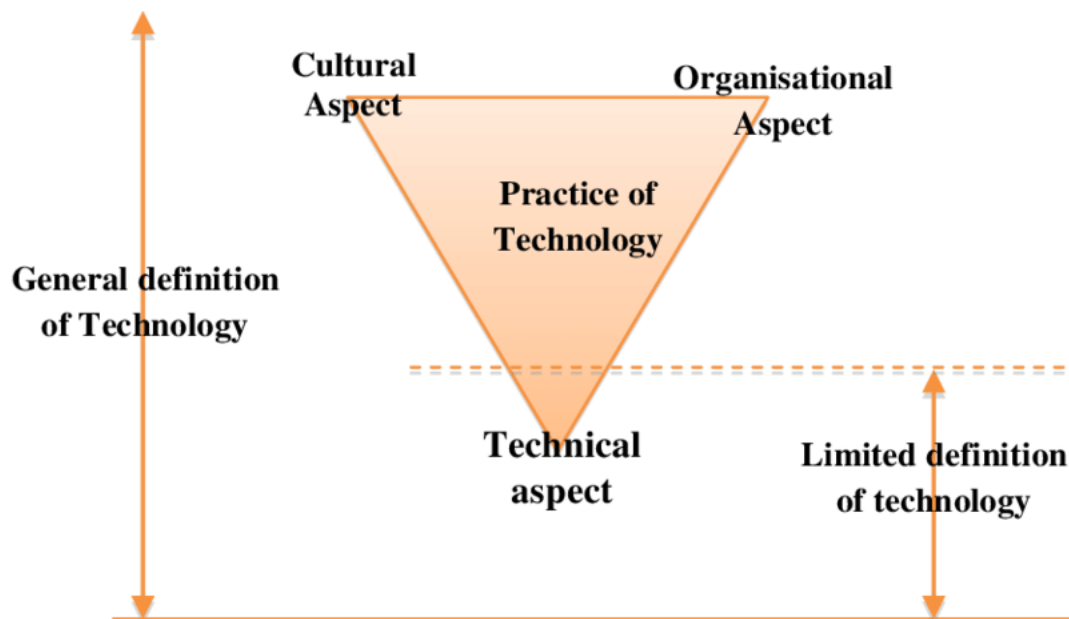 Cultural
Aspect
Organisational
Aspect
Practice of
Technology
General definition
of Technology
Technical
aspect
Limited definition
of technology